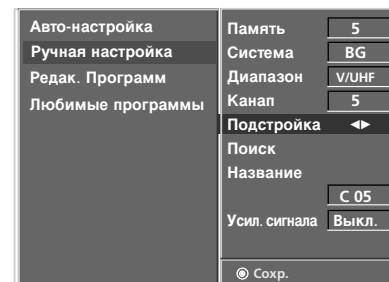 Авто-настройка
Ручная настройка
Редак. Программ
Любимые программы
Память 5
Система BG
Диапазон V/UHF
Канап 5
Подстройка ◀▶
Поиск
Название
C 05
Усил. сигнала Выкл.
Сохр.